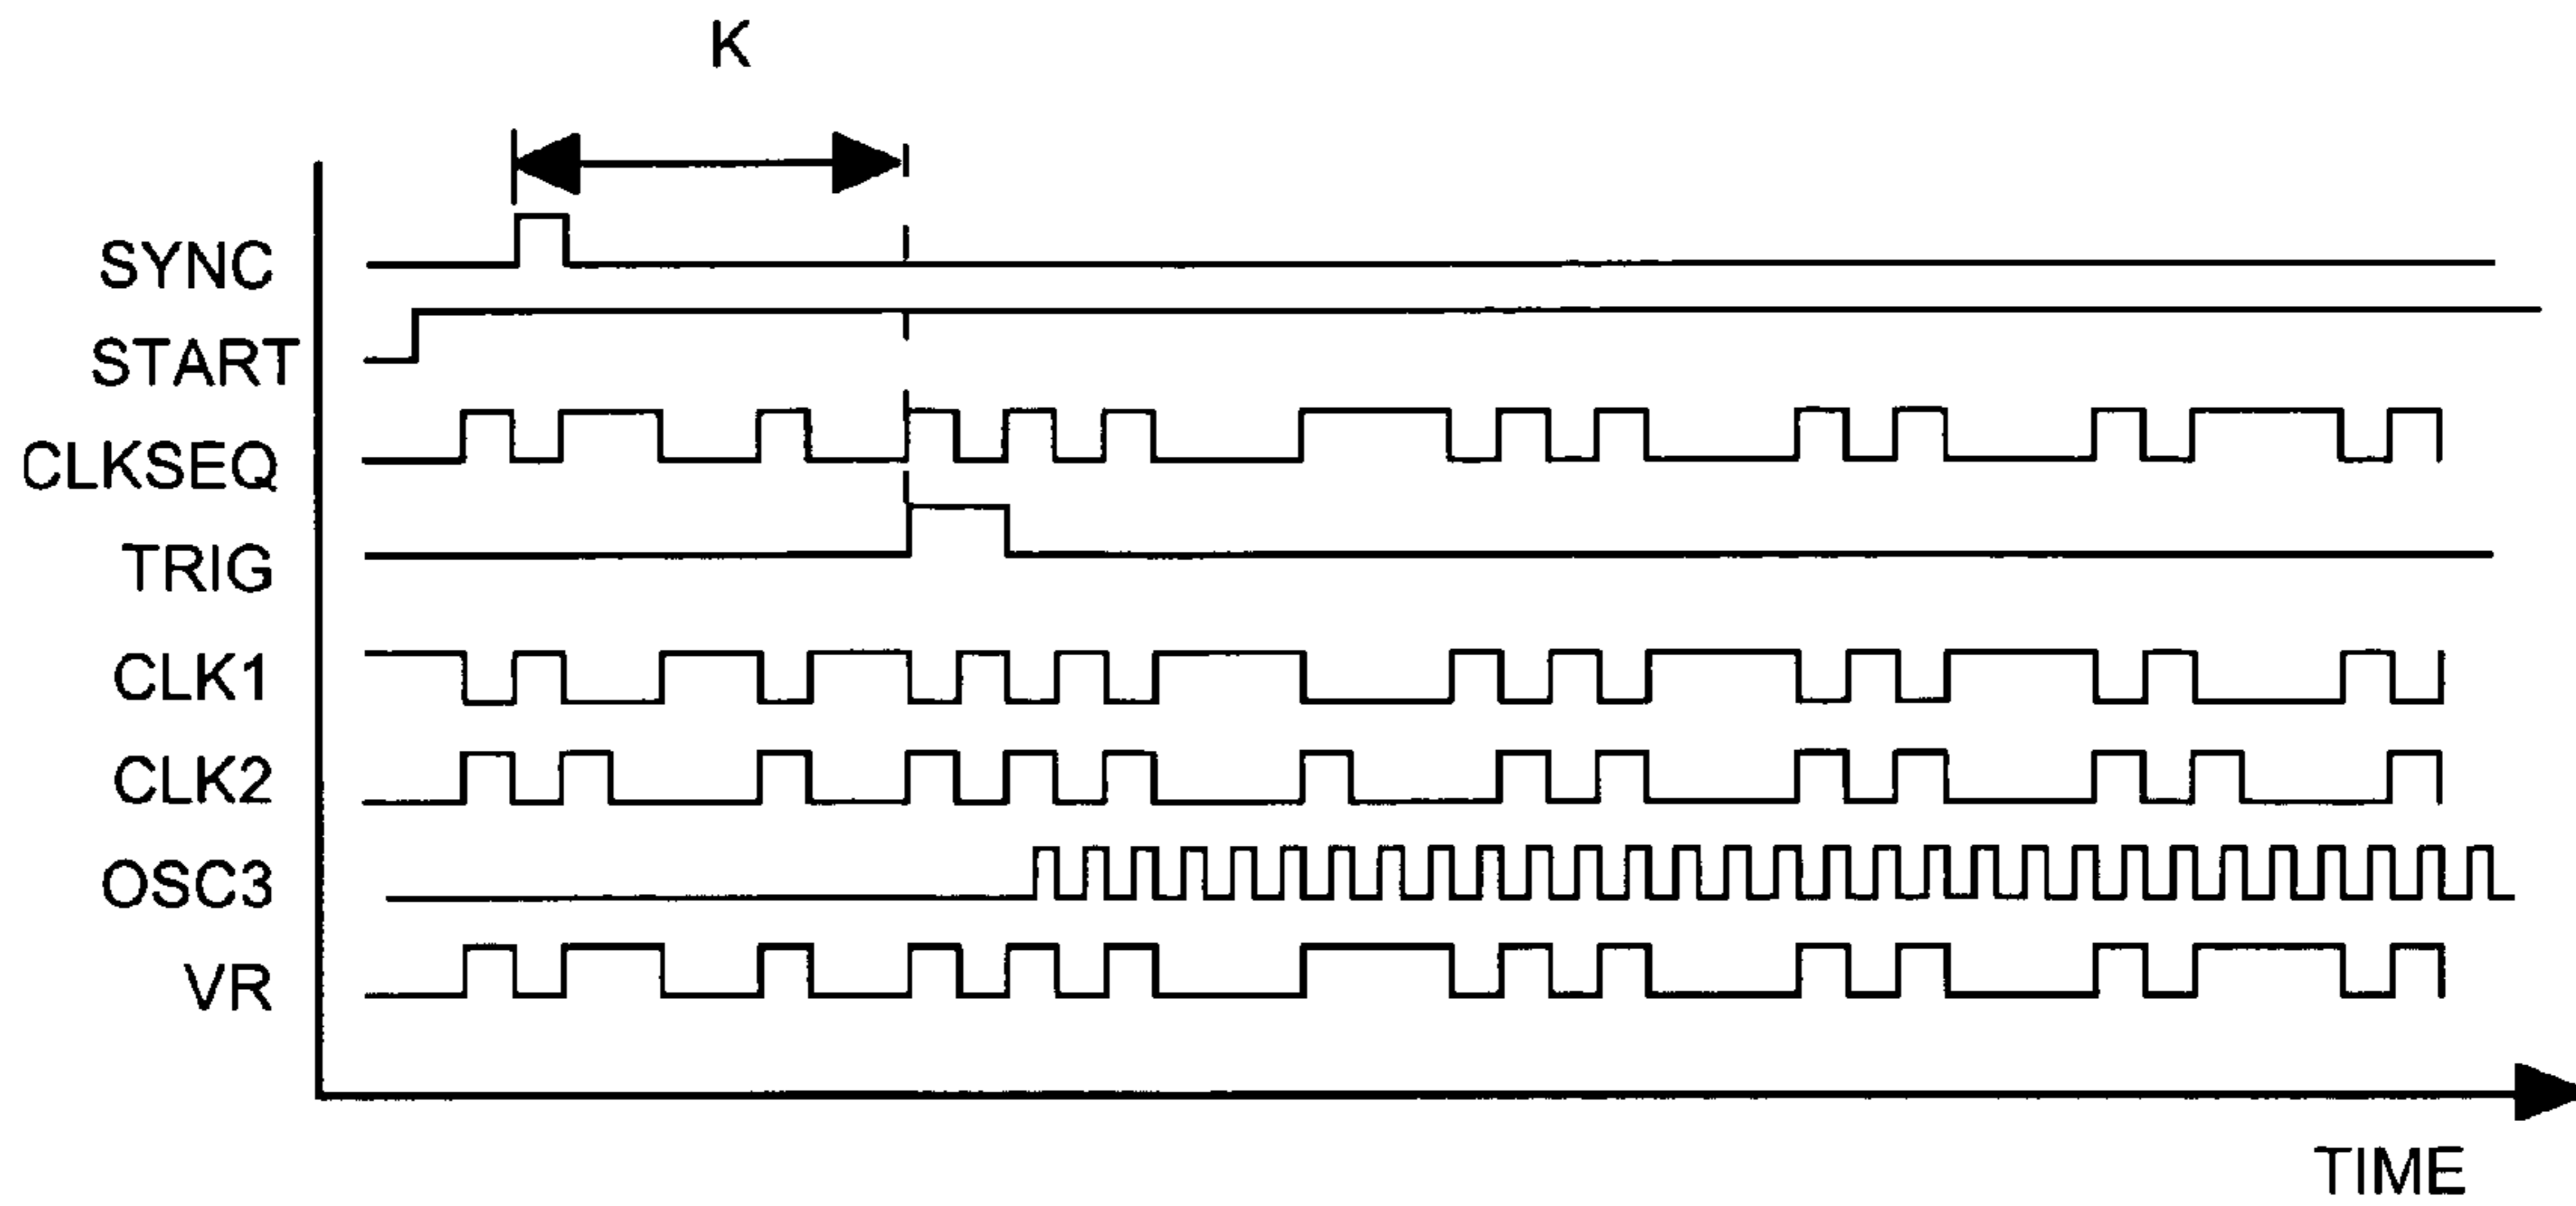 K
SYNC
START
CLKSEQ
TRIG
CLK1
CLK2
OSC3
VR
TIME